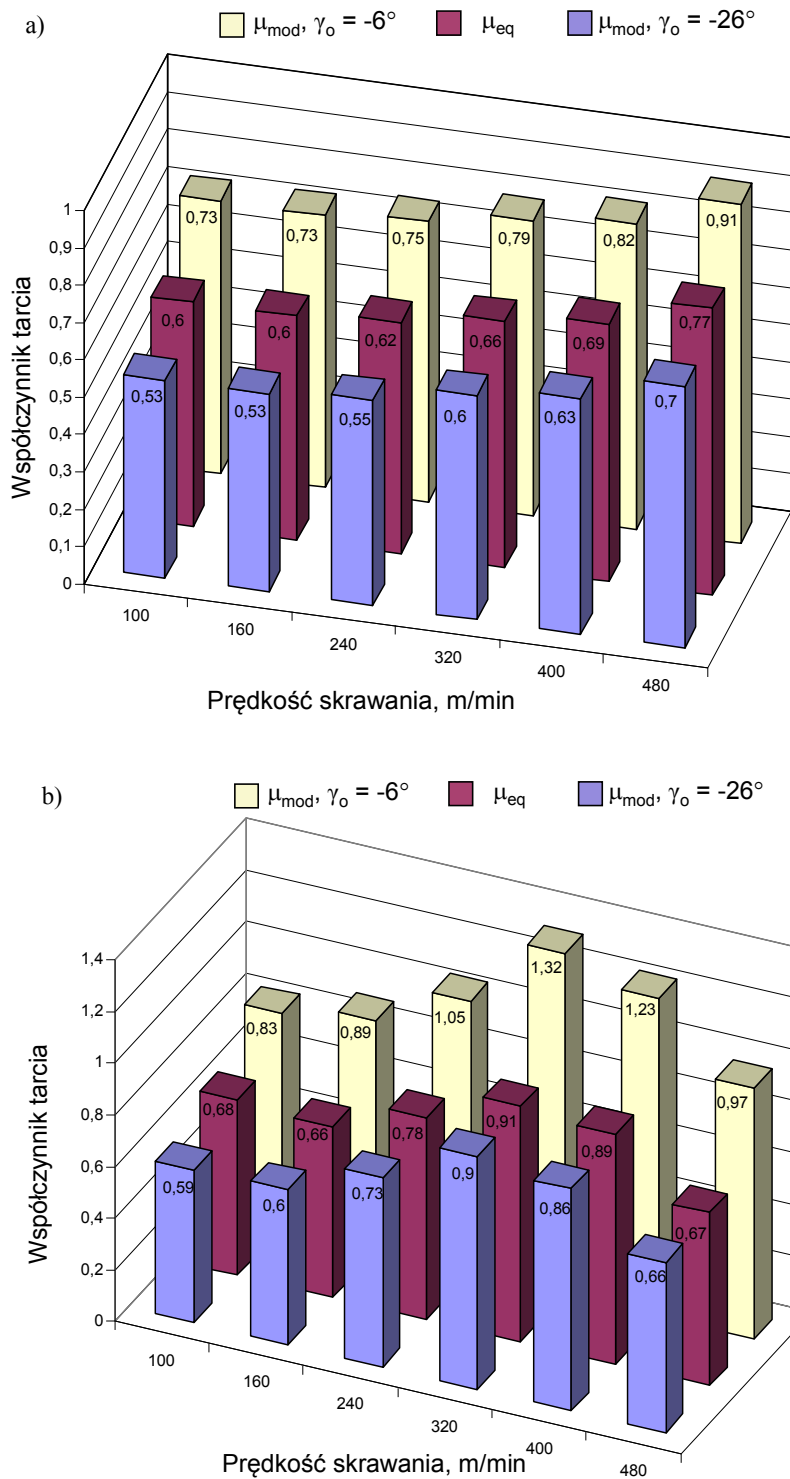 a)
μmod, γo = -6° μeq μmod, γo = -26°
Współczynnik tarcia
1
0,9
0,8
0,7
0,6
0,5
0,4
0,3
0,2
0,1
0
0,73 0,73 0,75 0,79 0,82 0,91
0,6 0,6 0,62 0,66 0,69 0,77
0,53 0,53 0,55 0,6 0,63 0,7
100 160 240 320 400 480
Prędkość skrawania, m/min
b)
μmod, γo = -6° μeq μmod, γo = -26°
Współczynnik tarcia
1,4
1,2
1
0,8
0,6
0,4
0,2
0
0,83 0,89 1,05 1,32 1,23 0,97
0,68 0,66 0,78 0,91 0,89 0,67
0,59 0,6 0,73 0,9 0,86 0,66
100 160 240 320 400 480
Prędkość skrawania, m/min